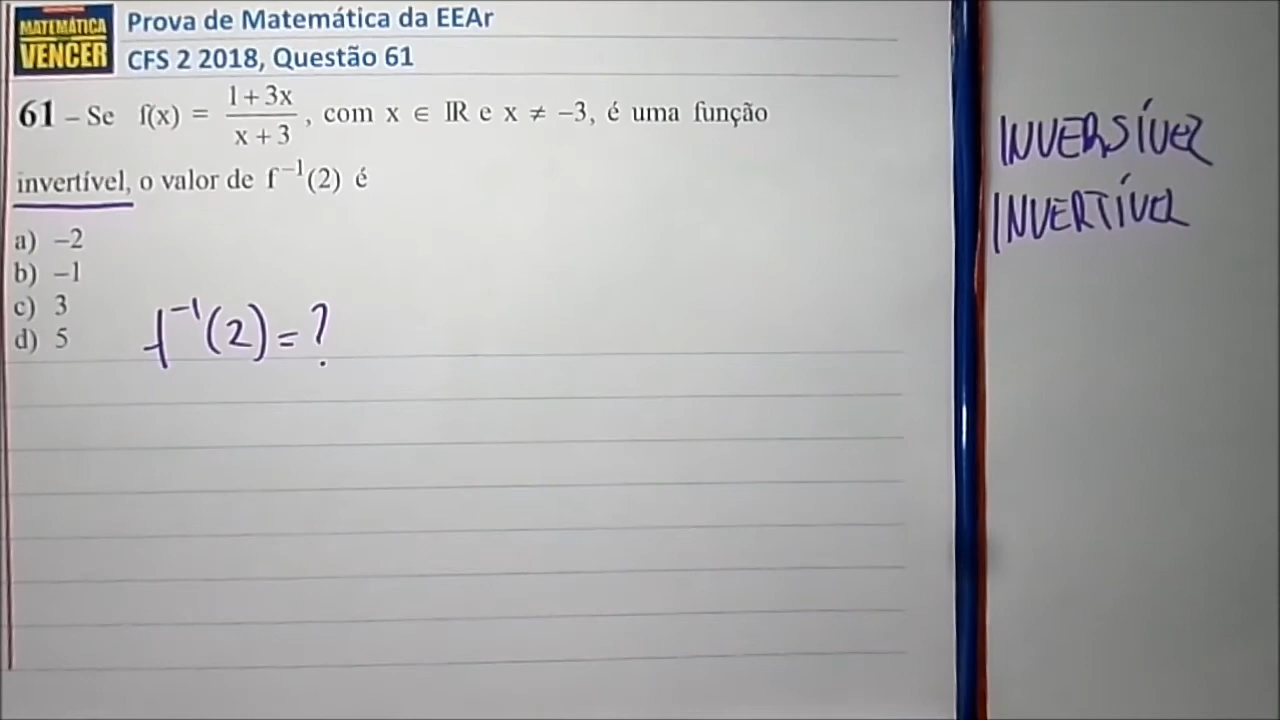 MATEMÁTICA
VENCER
Prova de Matemática da EEAr
CFS 2 2018, Questão 61
61 – Se f(x) = (1 + 3x)/(x + 3), com x ∈ IR e x ≠ −3, é uma função
invertível, o valor de f⁻¹(2) é
a) −2
b) −1
c) 3
d) 5
f⁻¹(2) = ?
INVERSÍVEL
INVERTÍVEL